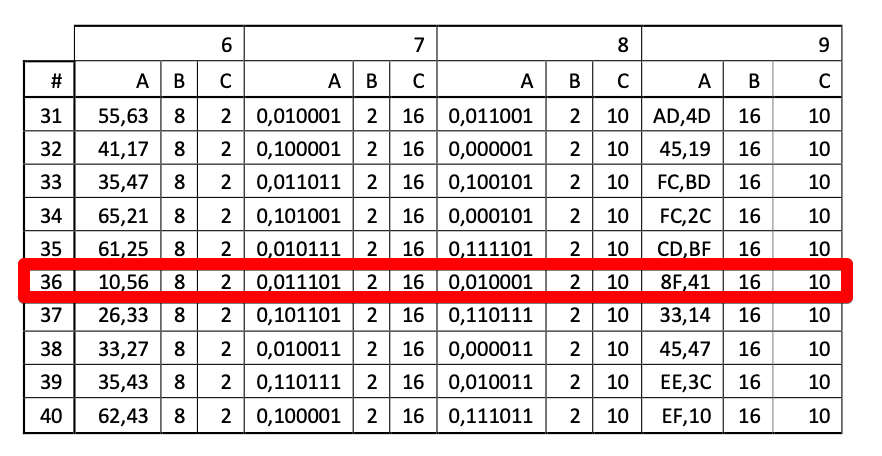 6 7 8 9
# A B C A B C A B C A B C
31 55,63 8 2 0,010001 2 16 0,011001 2 10 AD,4D 16 10
32 41,17 8 2 0,100001 2 16 0,000001 2 10 45,19 16 10
33 35,47 8 2 0,011011 2 16 0,100101 2 10 FC,BD 16 10
34 65,21 8 2 0,101001 2 16 0,000101 2 10 FC,2C 16 10
35 61,25 8 2 0,010111 2 16 0,111101 2 10 CD,BF 16 10
36 10,56 8 2 0,011101 2 16 0,010001 2 10 8F,41 16 10
37 26,33 8 2 0,101101 2 16 0,110111 2 10 33,14 16 10
38 33,27 8 2 0,010011 2 16 0,000011 2 10 45,47 16 10
39 35,43 8 2 0,110111 2 16 0,010011 2 10 EE,3C 16 10
40 62,43 8 2 0,100001 2 16 0,111011 2 10 EF,10 16 10